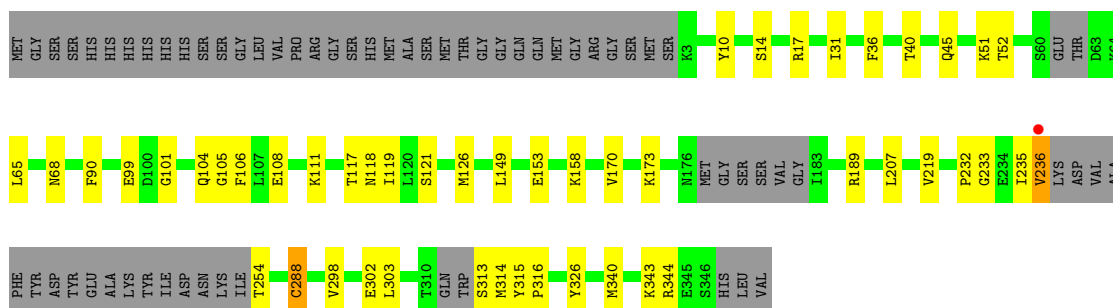 MET GLY SER SER HIS HIS HIS HIS HIS HIS SER SER GLY LEU VAL PRO ARG GLY SER HIS MET ALA SER MET THR GLY GLY GLN GLN MET GLY ARG GLY SER MET SER K3 Y10 S14 R17 I31 F36 T40 Q45 K51 T52 S60 GLU THR D63 K64
L65 N68 F90 E99 D100 G101 Q104 G105 F106 L107 E108 K111 T117 N118 I119 L120 S121 M126 L149 E153 K158 V170 K173 N176 MET GLY SER SER VAL GLY I183 R189 L207 V219 P232 G233 E234 I235 V236 LYS ASP VAL ALA
PHE TYR ASP TYR GLU ALA LYS TYR ILE ASP ASN LYS ILE T254 C288 V298 E302 L303 T310 GLN TRP S313 M314 Y315 P316 Y326 M340 K343 R344 E345 S346 HIS LEU VAL